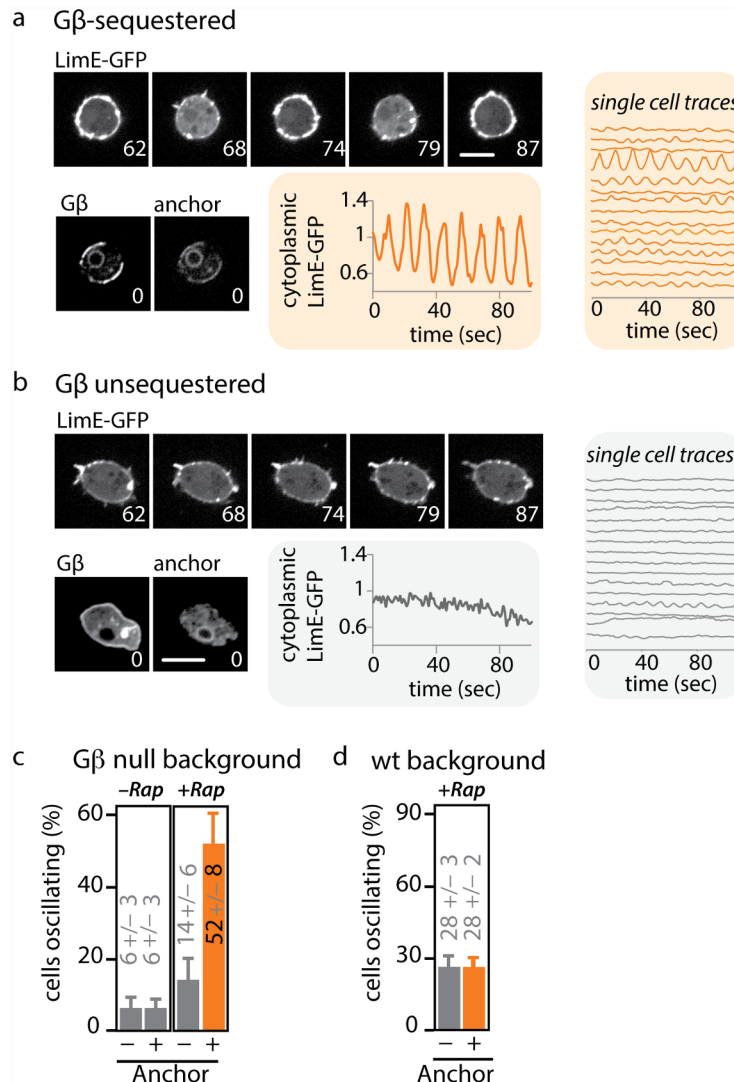 a Gβ-sequestered
LimE-GFP
62 68 74 79 87
Gβ anchor
0 0
cytoplasmic
LimE-GFP
1.4
1
0.6
0 40 80
time (sec)
single cell traces
0 40 80
time (sec)
b Gβ unsequestered
LimE-GFP
62 68 74 79 87
Gβ anchor
0 0
cytoplasmic
LimE-GFP
1.4
1
0.6
0 40 80
time (sec)
single cell traces
0 40 80
time (sec)
c Gβ null background
–Rap +Rap
cells oscillating (%)
60
40
20
0
6 +/- 3
6 +/- 3
14 +/- 6
52 +/- 8
– + – +
Anchor
d wt background
+Rap
cells oscillating (%)
90
60
30
0
28 +/- 3
28 +/- 2
– +
Anchor